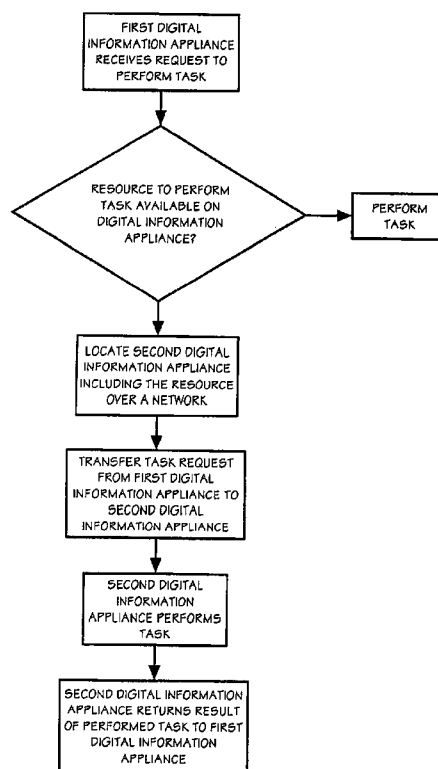 FIRST DIGITAL
INFORMATION APPLIANCE
RECEIVES REQUEST TO
PERFORM TASK
RESOURCE TO PERFORM
TASK AVAILABLE ON
DIGITAL INFORMATION
APPLIANCE?
PERFORM
TASK
LOCATE SECOND DIGITAL
INFORMATION APPLIANCE
INCLUDING THE RESOURCE
OVER A NETWORK
TRANSFER TASK REQUEST
FROM FIRST DIGITAL
INFORMATION APPLIANCE TO
SECOND DIGITAL
INFORMATION APPLIANCE
SECOND DIGITAL
INFORMATION
APPLIANCE PERFORMS
TASK
SECOND DIGITAL INFORMATION
APPLIANCE RETURNS RESULT
OF PERFORMED TASK TO FIRST
DIGITAL INFORMATION
APPLIANCE